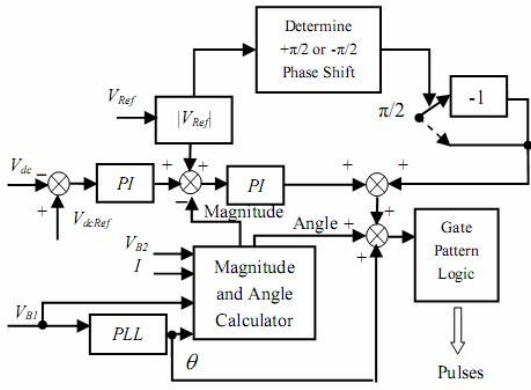 Determine
+π/2 or -π/2
Phase Shift
V_Ref
|V_Ref|
π/2
-1
V_dc
−
+
V_dcRef
PI
+
+
−
PI
Magnitude
+
+
+
Angle +
+
V_B2
I
Magnitude
and Angle
Calculator
Gate
Pattern
Logic
V_B1
PLL
θ
Pulses